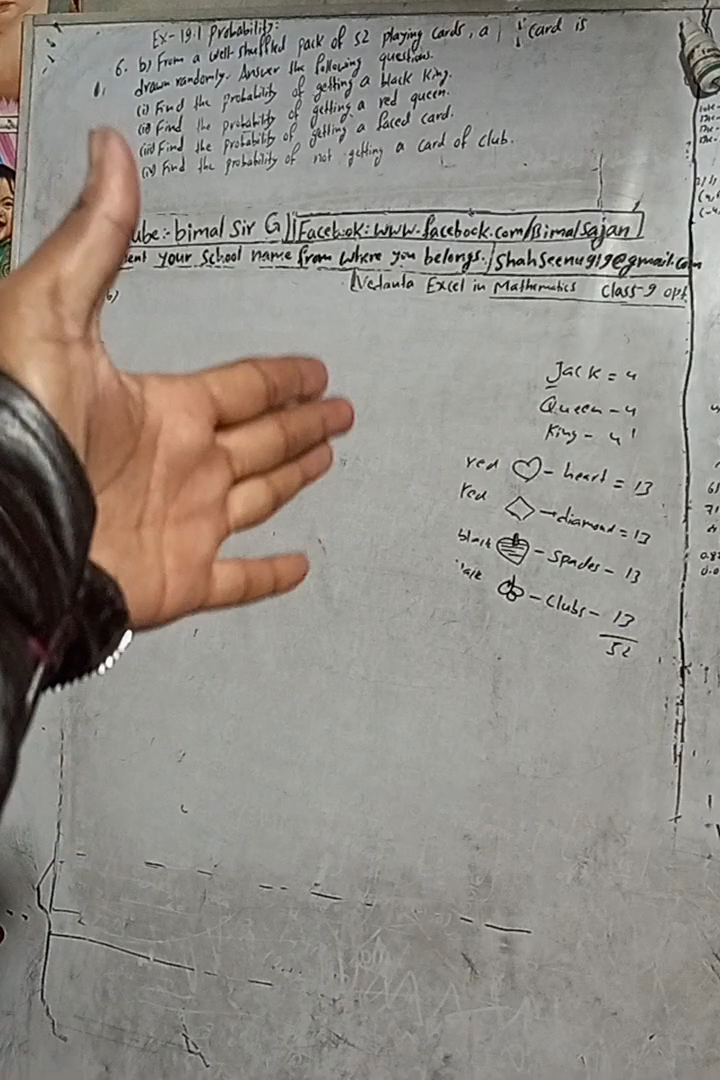 Ex-19.1 Probability:
6. b) From a well shuffled pack of 52 playing cards, a card is
drawn randomly. Answer the following questions.
(i) Find the probability of getting a black king.
(ii) Find the probability of getting a red queen.
(iii) Find the probability of getting a faced card.
(iv) Find the probability of not getting a card of club.
ube:- bimal Sir G Facebook: www.facebook.com/Bimalsajan
ent your School name from where you belongs. / Shahseenu919@gmail.com
Vedanta Excel in Mathematics Class-9 opt.
b)
Jack = 4
Queen - 4
King - 4
red - heart = 13
red - diamond = 13
black - Spades - 13
- Clubs - 13
52